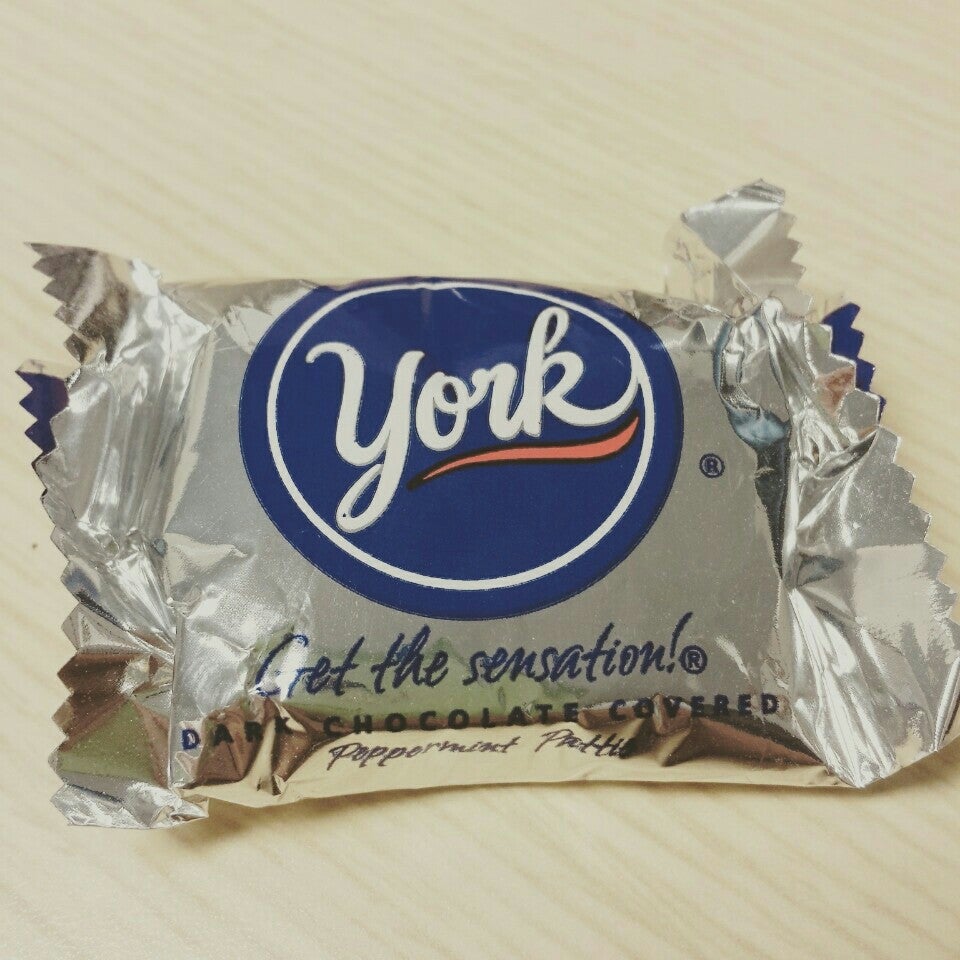 York
®
Get the sensation!®
DARK CHOCOLATE COVERED
Peppermint Pattie